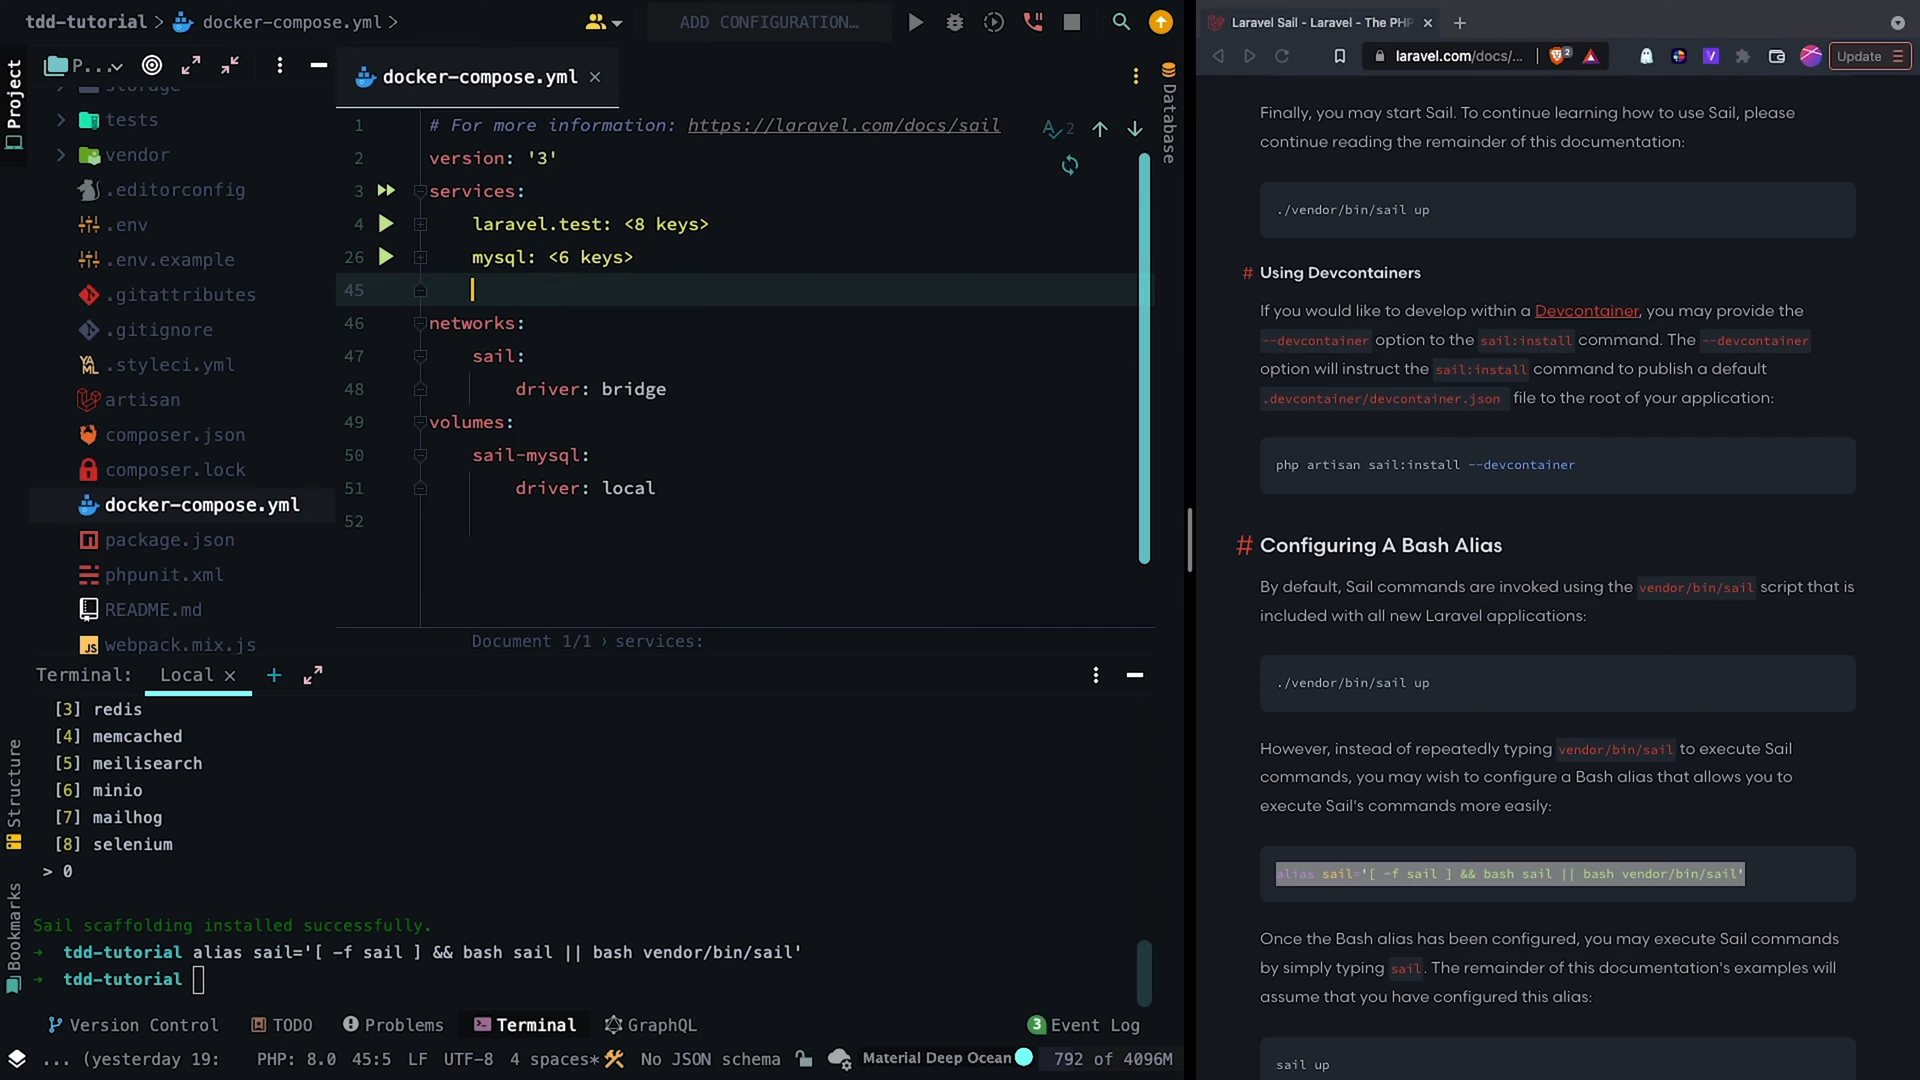 tdd-tutorial > docker-compose.yml >
ADD CONFIGURATION...
Project
P...
docker-compose.yml
storage
tests
vendor
.editorconfig
.env
.env.example
.gitattributes
.gitignore
.styleci.yml
artisan
composer.json
composer.lock
docker-compose.yml
package.json
phpunit.xml
README.md
webpack.mix.js
1 # For more information: https://laravel.com/docs/sail
2
2 version: '3'
3 services:
4 laravel.test: <8 keys>
26 mysql: <6 keys>
45
46 networks:
47 sail:
48 driver: bridge
49 volumes:
50 sail-mysql:
51 driver: local
52
Document 1/1 › services:
Database
Structure
Bookmarks
Terminal: Local
[3] redis
[4] memcached
[5] meilisearch
[6] minio
[7] mailhog
[8] selenium
> 0
Sail scaffolding installed successfully.
→ tdd-tutorial alias sail='[ -f sail ] && bash sail || bash vendor/bin/sail'
→ tdd-tutorial
Version Control TODO Problems Terminal GraphQL 3 Event Log
... (yesterday 19: PHP: 8.0 45:5 LF UTF-8 4 spaces* No JSON schema Material Deep Ocean 792 of 4096M
Laravel Sail - Laravel - The PHP
laravel.com/docs/... 2 Update
Finally, you may start Sail. To continue learning how to use Sail, please
continue reading the remainder of this documentation:
./vendor/bin/sail up
# Using Devcontainers
If you would like to develop within a Devcontainer, you may provide the
--devcontainer option to the sail:install command. The --devcontainer
option will instruct the sail:install command to publish a default
.devcontainer/devcontainer.json file to the root of your application:
php artisan sail:install --devcontainer
# Configuring A Bash Alias
By default, Sail commands are invoked using the vendor/bin/sail script that is
included with all new Laravel applications:
./vendor/bin/sail up
However, instead of repeatedly typing vendor/bin/sail to execute Sail
commands, you may wish to configure a Bash alias that allows you to
execute Sail's commands more easily:
alias sail='[ -f sail ] && bash sail || bash vendor/bin/sail'
Once the Bash alias has been configured, you may execute Sail commands
by simply typing sail. The remainder of this documentation's examples will
assume that you have configured this alias:
sail up